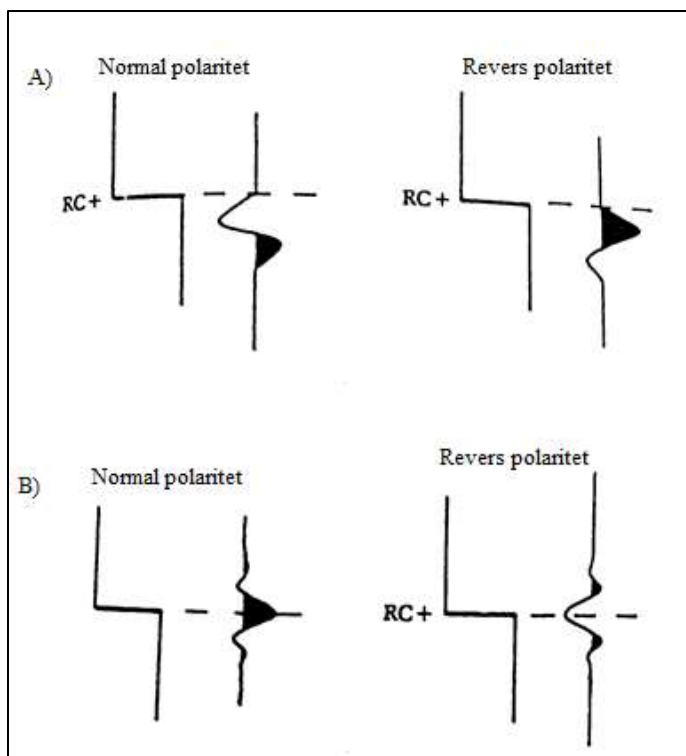 A)
Normal polaritet
Revers polaritet
RC+
RC+
B)
Normal polaritet
Revers polaritet
RC+